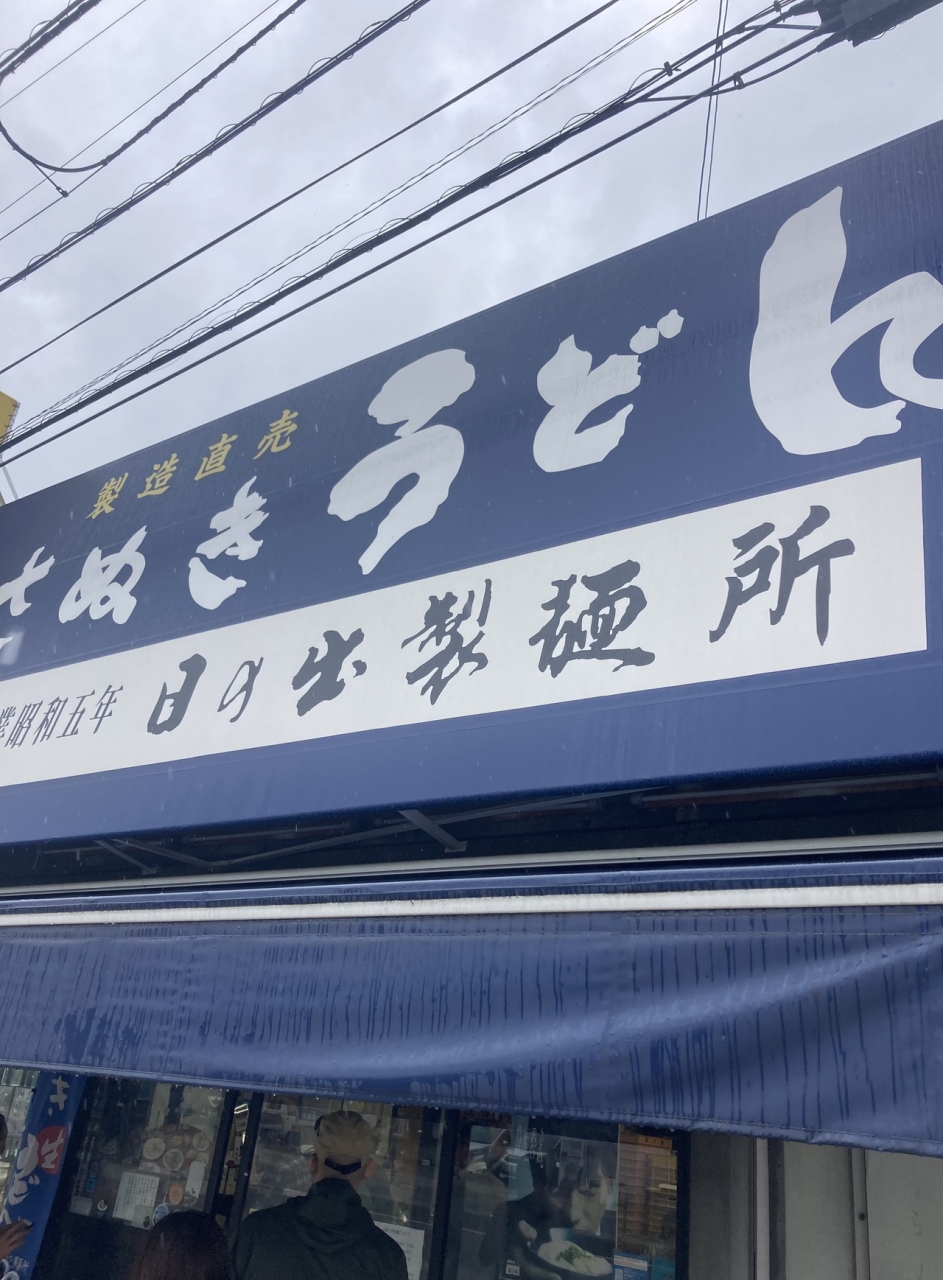 製造直売
さぬきうどん
業昭和五年 日の出製麺所